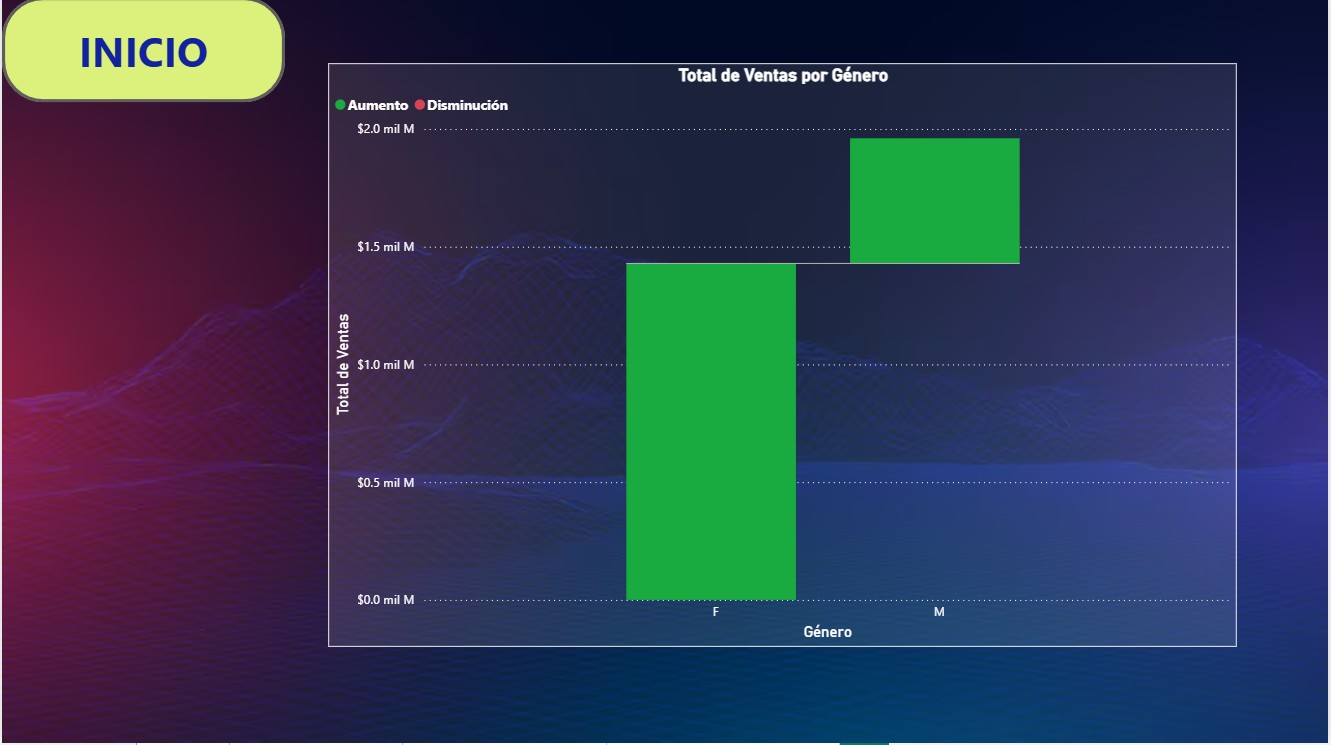 INICIO
Total de Ventas por Género
Aumento Disminución
$2.0 mil M
$1.5 mil M
$1.0 mil M
$0.5 mil M
$0.0 mil M
Total de Ventas
F M
Género